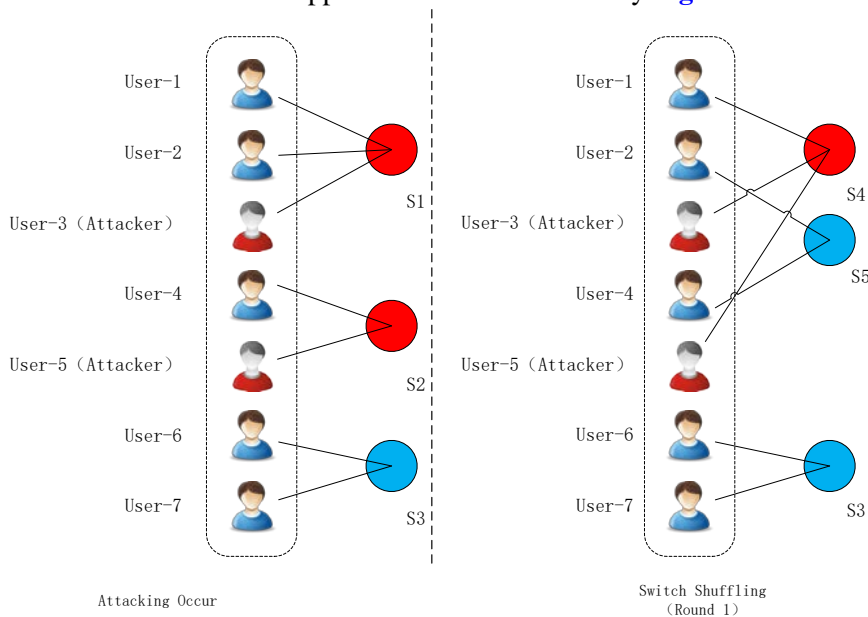 User-1
User-2
User-3 (Attacker)
User-4
User-5 (Attacker)
User-6
User-7
S1
S2
S3
Attacking Occur
User-1
User-2
User-3 (Attacker)
User-4
User-5 (Attacker)
User-6
User-7
S4
S5
S3
Switch Shuffling
(Round 1)